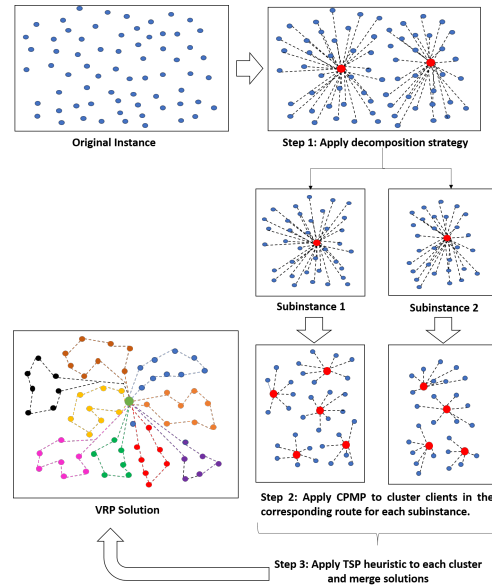 Original Instance
Step 1: Apply decomposition strategy
Subinstance 1
Subinstance 2
VRP Solution
Step 2: Apply CPMP to cluster clients in the
corresponding route for each subinstance.
Step 3: Apply TSP heuristic to each cluster
and merge solutions